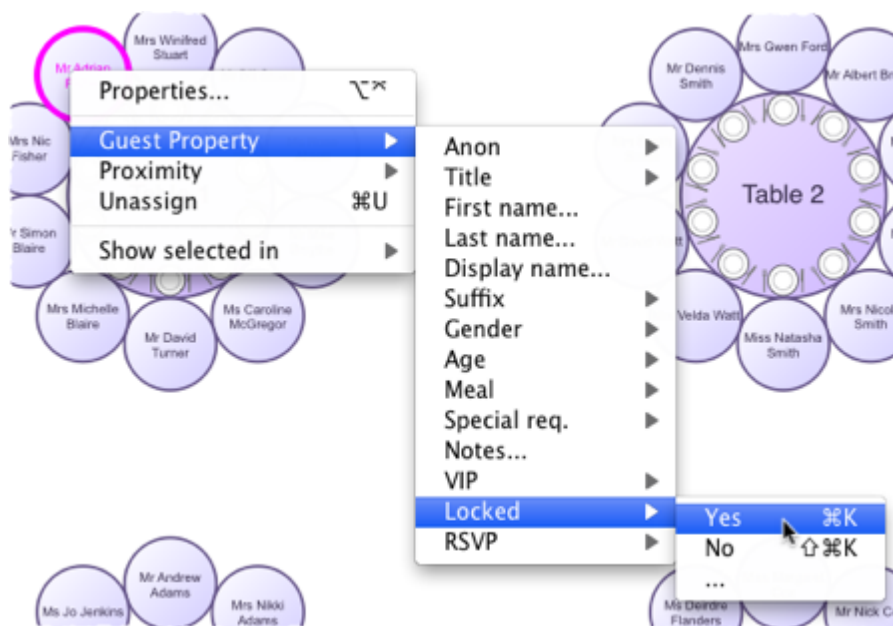 Mrs Winifred
Stuart
Mr Adrian
Mrs Nic
Fisher
Simon
Blaire
Mrs Michelle
Blaire
Mr David
Turner
Ms Caroline
McGregor
Properties... ⌥⌤
Guest Property ▶
Proximity ▶
Unassign ⌘U
Show selected in ▶
Anon ▶
Title ▶
First name...
Last name...
Display name...
Suffix ▶
Gender ▶
Age ▶
Meal ▶
Special req. ▶
Notes...
VIP ▶
Locked ▶
RSVP ▶
Yes ⌘K
No ⇧⌘K
...
Mrs Gwen Ford
Mr Dennis
Smith
Mr Albert
Table 2
Velda Watt
Miss Natasha
Smith
Mrs
Smith
Mr Andrew
Adams
Ms Jo Jenkins
Mrs Nikki
Adams
Ms Deirdre
Flanders
Mr Nick